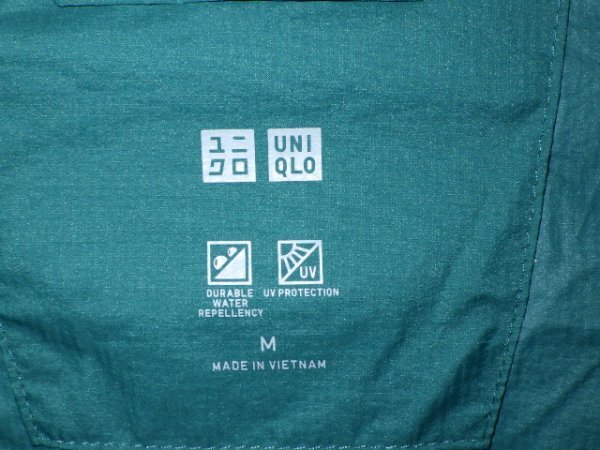 ユニ
クロ
UNI
QLO
DURABLE
WATER
REPELLENCY
UV
UV PROTECTION
M
MADE IN VIETNAM